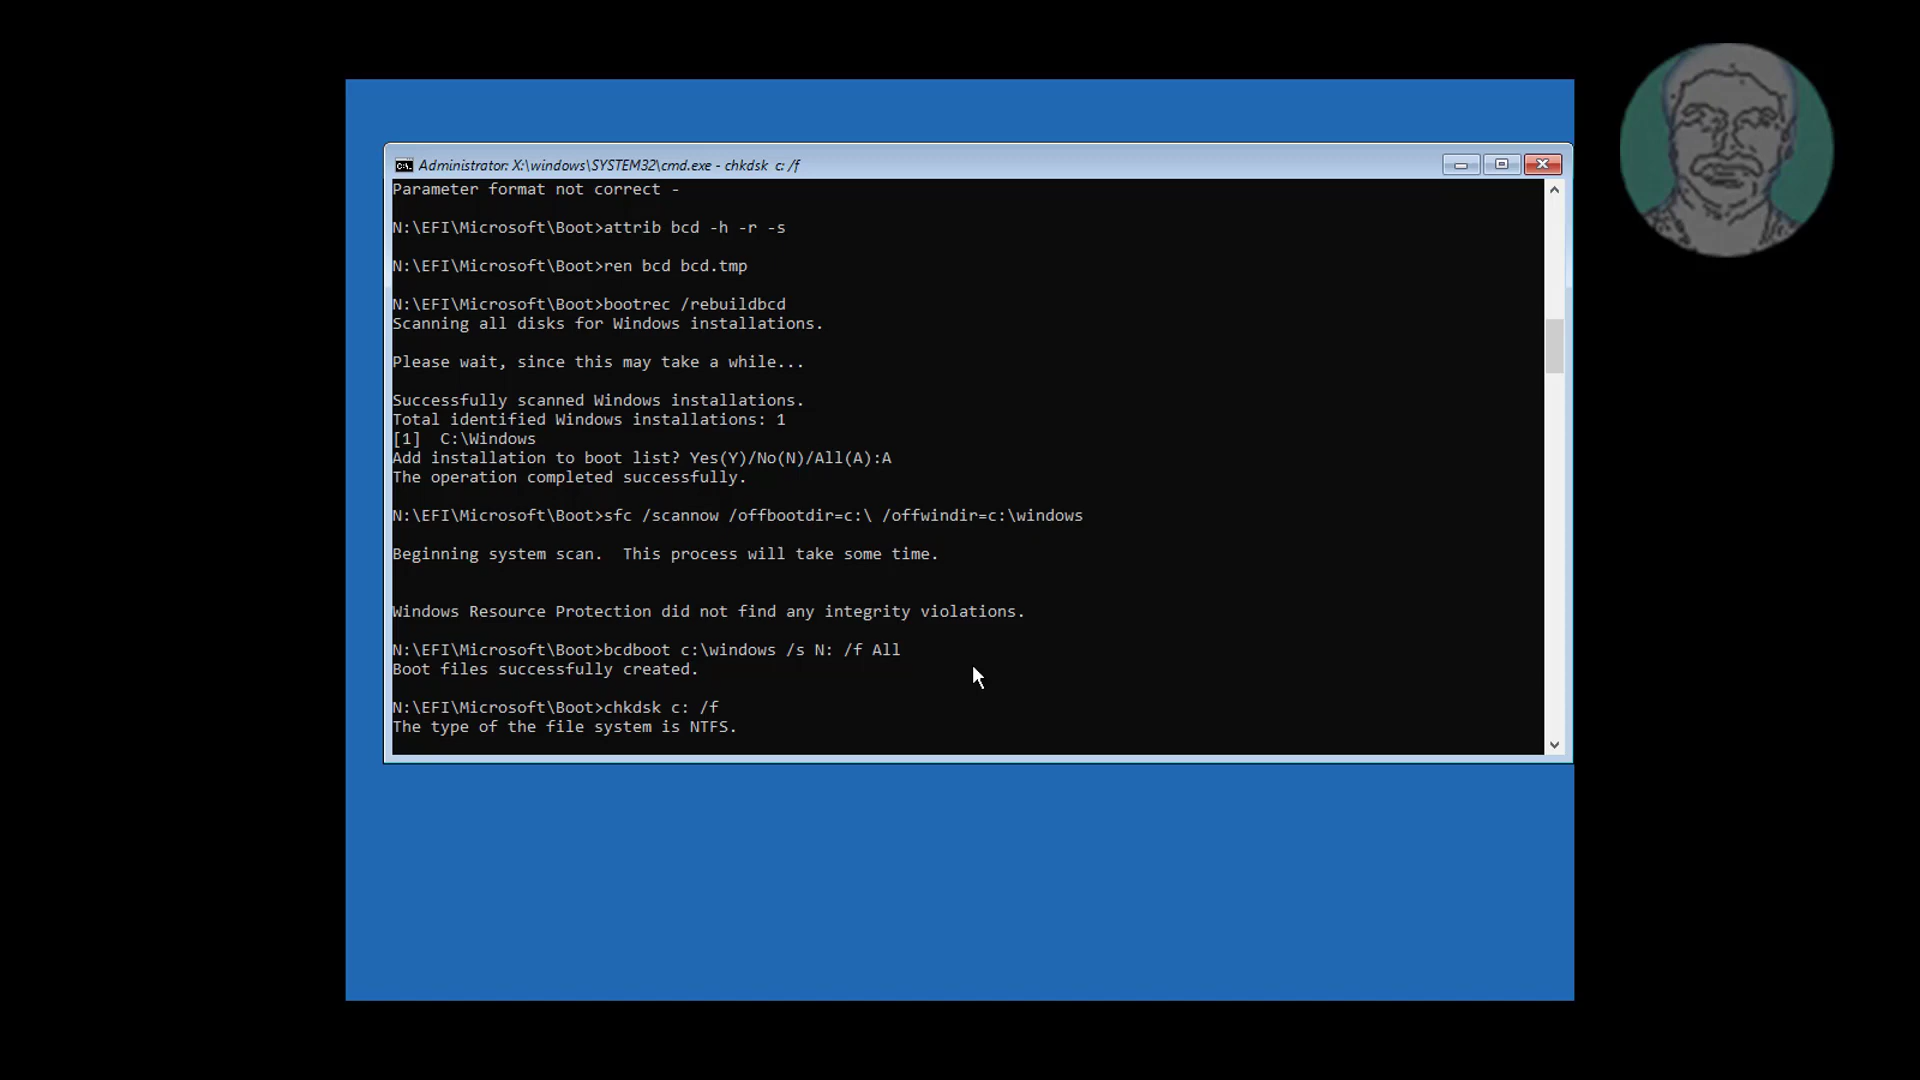 Administrator: X:\windows\SYSTEM32\cmd.exe - chkdsk  c: /f
Parameter format not correct -
N:\EFI\Microsoft\Boot>attrib bcd -h -r -s
N:\EFI\Microsoft\Boot>ren bcd bcd.tmp
N:\EFI\Microsoft\Boot>bootrec /rebuildbcd
Scanning all disks for Windows installations.
Please wait, since this may take a while...
Successfully scanned Windows installations.
Total identified Windows installations: 1
[1]  C:\Windows
Add installation to boot list? Yes(Y)/No(N)/All(A):A
The operation completed successfully.
N:\EFI\Microsoft\Boot>sfc /scannow /offbootdir=c:\ /offwindir=c:\windows
Beginning system scan.  This process will take some time.
Windows Resource Protection did not find any integrity violations.
N:\EFI\Microsoft\Boot>bcdboot c:\windows /s N: /f All
Boot files successfully created.
N:\EFI\Microsoft\Boot>chkdsk c: /f
The type of the file system is NTFS.